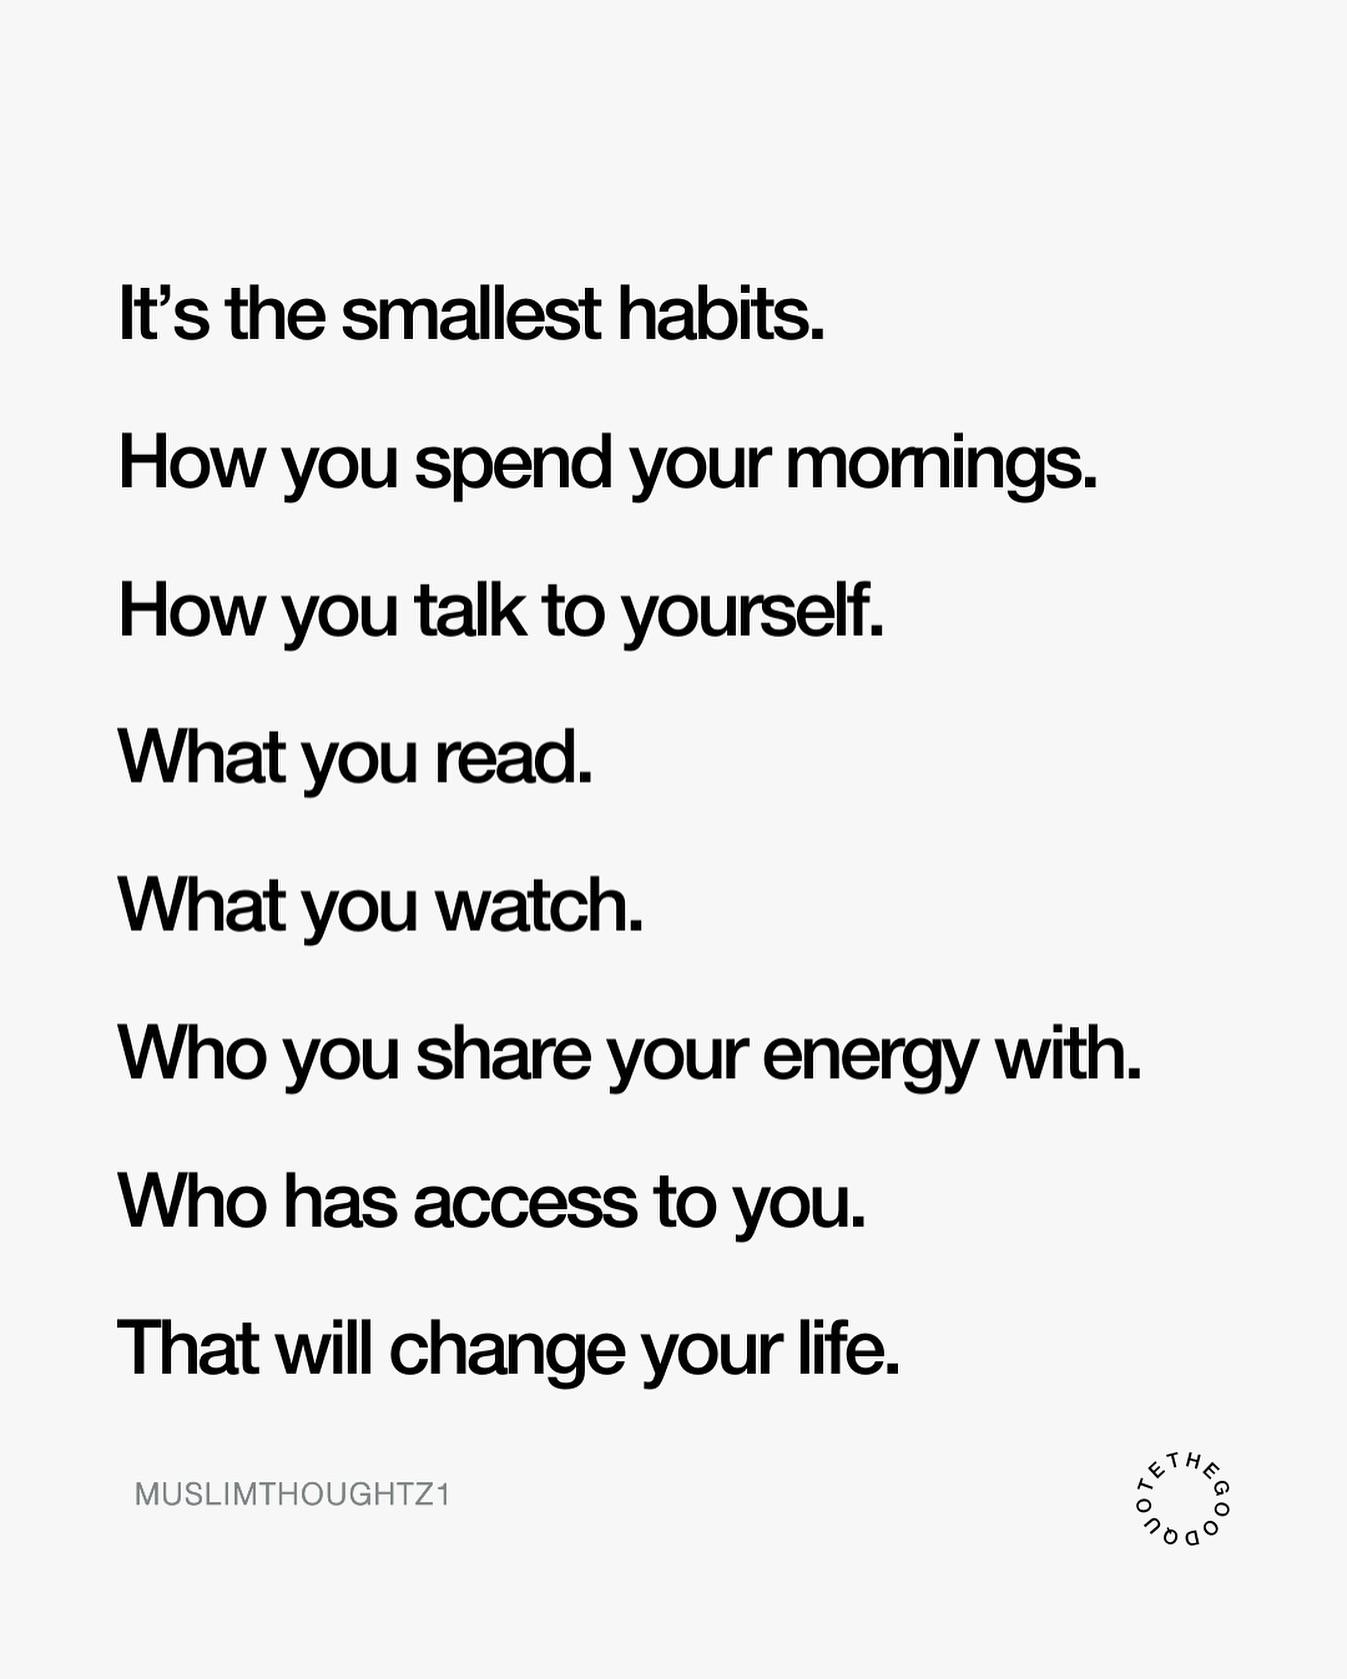 It’s the smallest habits.
How you spend your mornings.
How you talk to yourself.
What you read.
What you watch.
Who you share your energy with.
Who has access to you.
That will change your life.
MUSLIMTHOUGHTZ1
THEGOODQUOTE